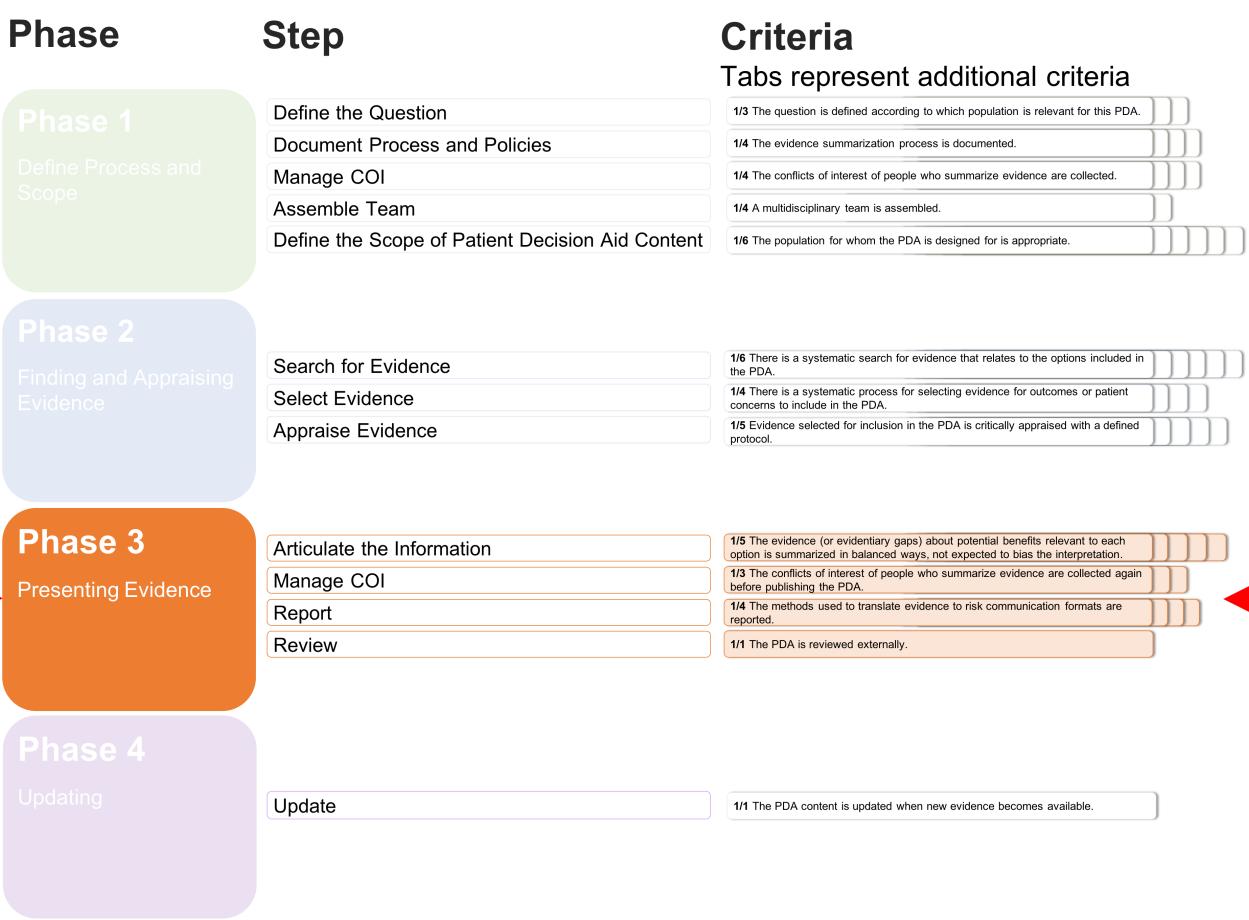 Phase
Step
Criteria
Tabs represent additional criteria
Phase 1
Define Process and
Scope
Define the Question
1/3 The question is defined according to which population is relevant for this PDA.
Document Process and Policies
1/4 The evidence summarization process is documented.
Manage COI
1/4 The conflicts of interest of people who summarize evidence are collected.
Assemble Team
1/4 A multidisciplinary team is assembled.
Define the Scope of Patient Decision Aid Content
1/6 The population for whom the PDA is designed for is appropriate.
Phase 2
Finding and Appraising
Evidence
Search for Evidence
1/6 There is a systematic search for evidence that relates to the options included in
the PDA.
Select Evidence
1/4 There is a systematic process for selecting evidence for outcomes or patient
concerns to include in the PDA.
Appraise Evidence
1/5 Evidence selected for inclusion in the PDA is critically appraised with a defined
protocol.
Phase 3
Presenting Evidence
Articulate the Information
1/5 The evidence (or evidentiary gaps) about potential benefits relevant to each
option is summarized in balanced ways, not expected to bias the interpretation.
Manage COI
1/3 The conflicts of interest of people who summarize evidence are collected again
before publishing the PDA.
Report
1/4 The methods used to translate evidence to risk communication formats are
reported.
Review
1/1 The PDA is reviewed externally.
Phase 4
Updating
Update
1/1 The PDA content is updated when new evidence becomes available.